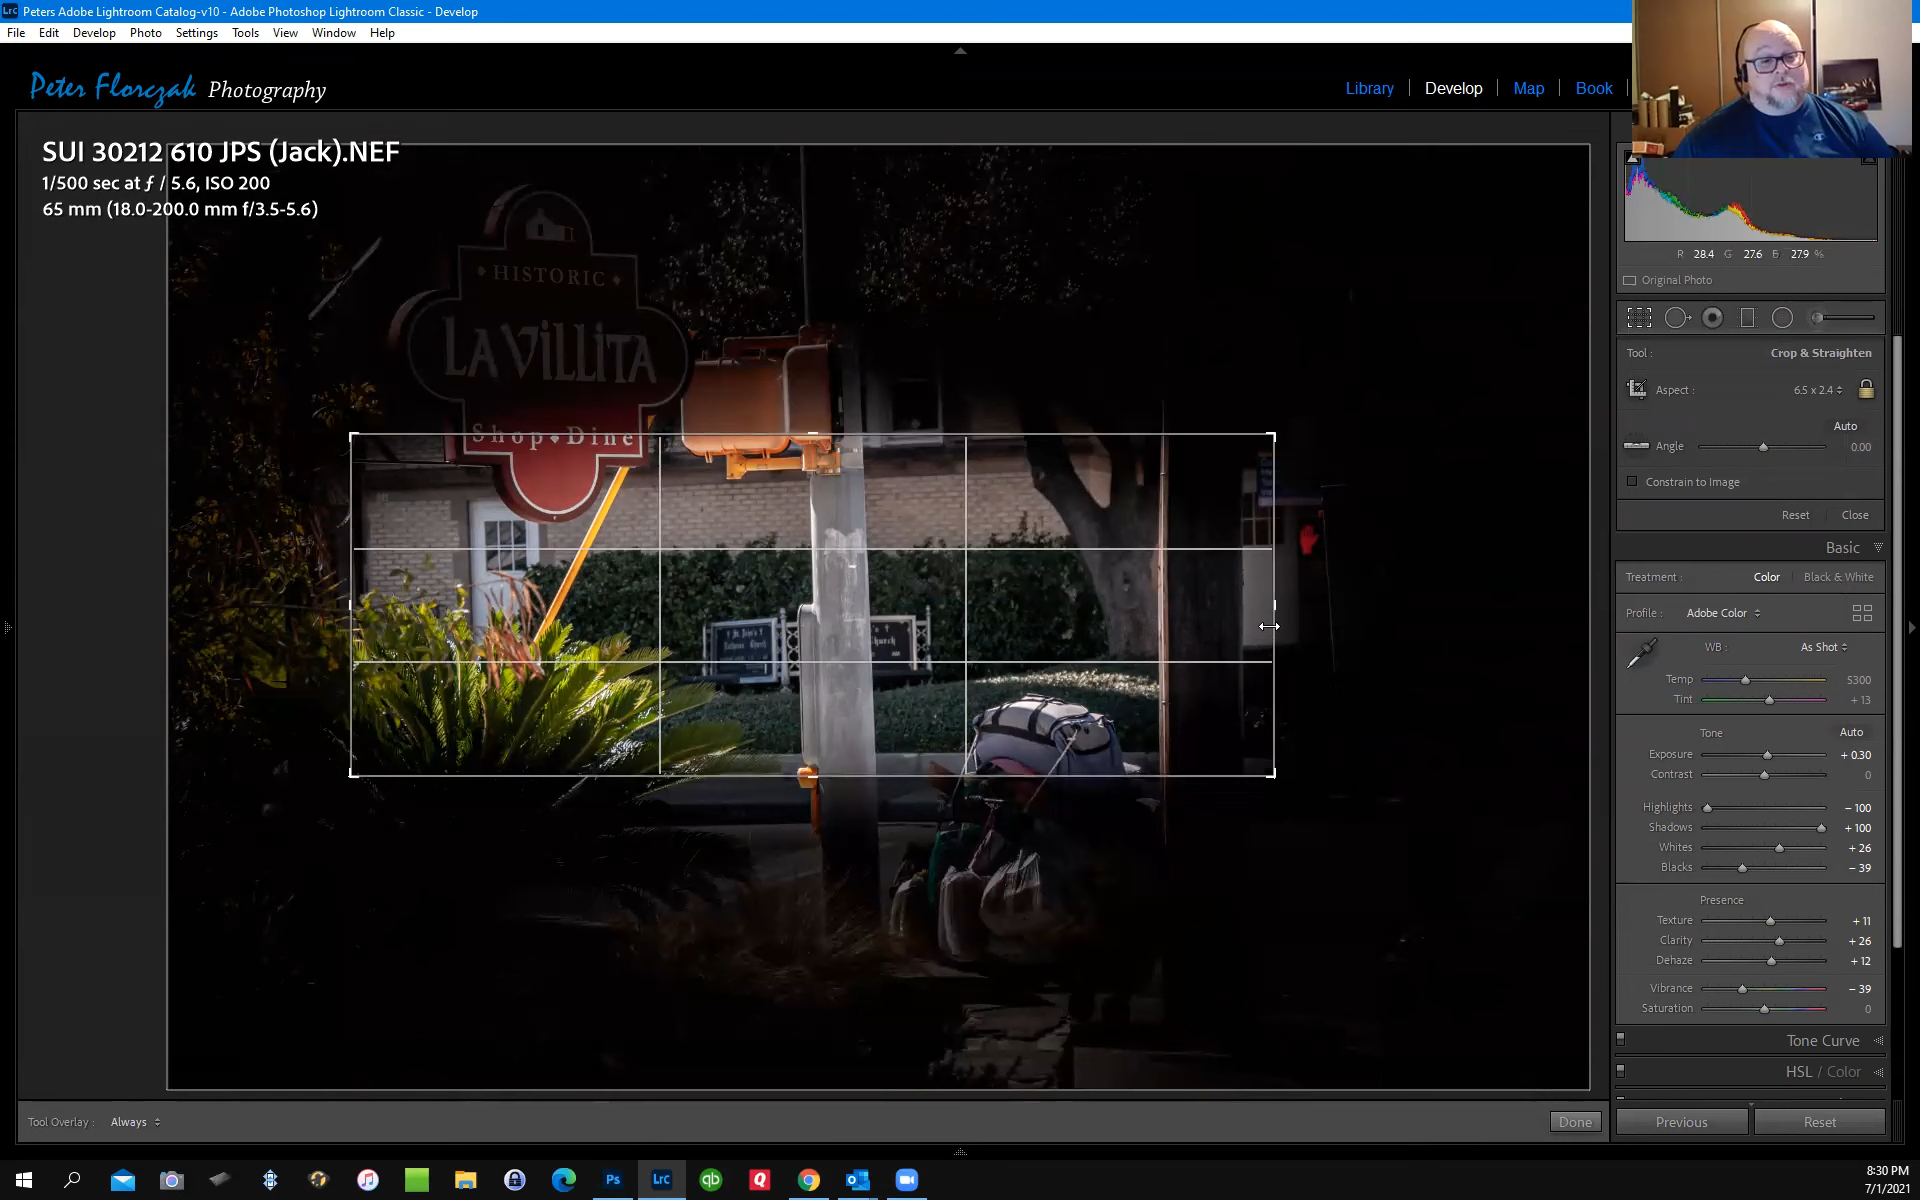 Peters Adobe Lightroom Catalog-v10 - Adobe Photoshop Lightroom Classic - Develop
File Edit Develop Photo Settings Tools View Window Help
Peter Florczak Photography
Library Develop Map Book
SUI 30212 610 JPS (Jack).NEF
1/500 sec at ƒ / 5.6, ISO 200
65 mm (18.0-200.0 mm f/3.5-5.6)
HISTORIC
LAVILLITA
Shop Dine
R 28.4 G 27.6 B 27.9 %
Original Photo
Tool : Crop & Straighten
Aspect : 6.5 x 2.4
Auto
Angle 0.00
Constrain to Image
Reset Close
Basic
Treatment : Color Black & White
Profile : Adobe Color
WB : As Shot
Temp 5300
Tint + 13
Tone Auto
Exposure + 0.30
Contrast 0
Highlights − 100
Shadows + 100
Whites + 26
Blacks − 39
Presence
Texture + 11
Clarity + 26
Dehaze + 12
Vibrance − 39
Saturation 0
Tone Curve
HSL / Color
Previous Reset
Tool Overlay : Always Done
Ps Lrc qb Q
8:30 PM
7/1/2021